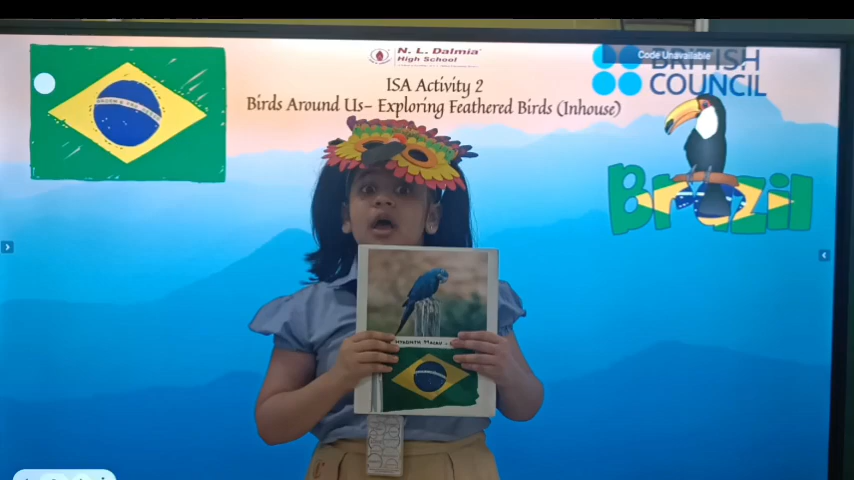 N. L. Dalmia
High School
ISA Activity 2
Birds Around Us- Exploring Feathered Birds (Inhouse)
Code Unavailable
BRITISH
COUNCIL
Brazil